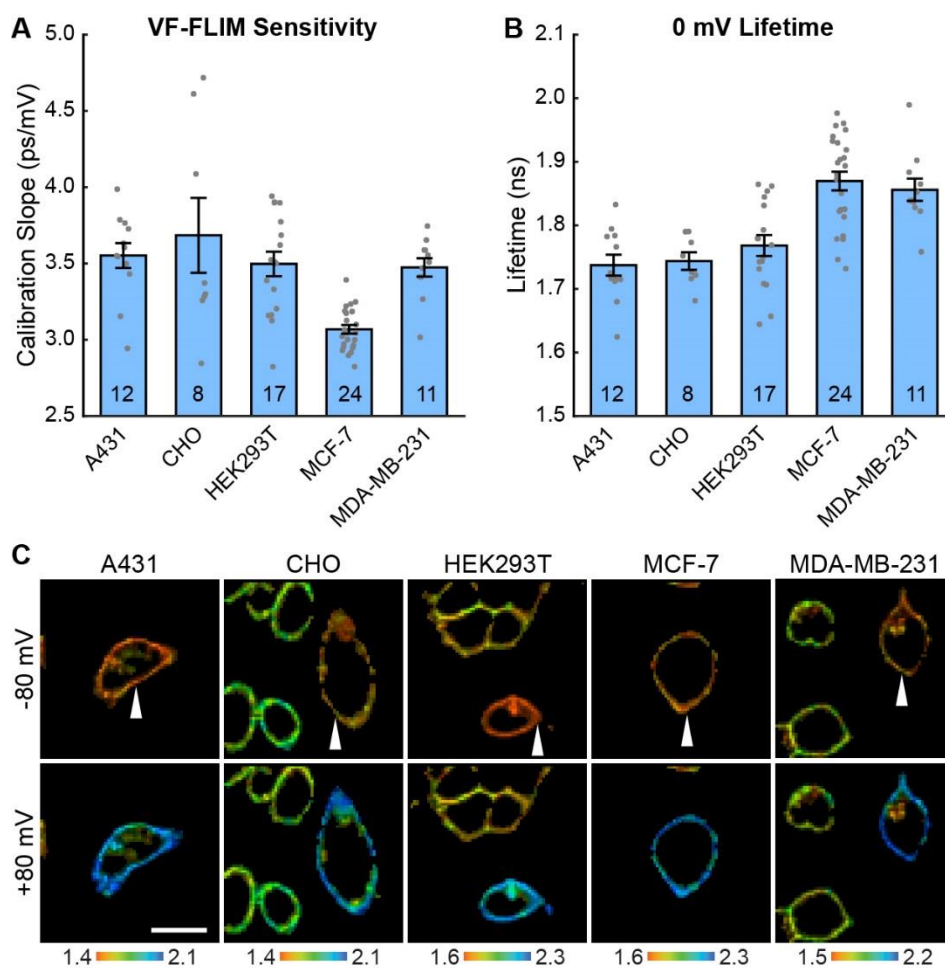 A VF-FLIM Sensitivity
Calibration Slope (ps/mV)
5.0
4.5
4.0
3.5
3.0
2.5
12 8 17 24 11
A431 CHO HEK293T MCF-7 MDA-MB-231
B 0 mV Lifetime
Lifetime (ns)
2.1
2.0
1.9
1.8
1.7
1.6
1.5
12 8 17 24 11
A431 CHO HEK293T MCF-7 MDA-MB-231
C
A431 CHO HEK293T MCF-7 MDA-MB-231
-80 mV
+80 mV
1.4 2.1 1.4 2.1 1.6 2.3 1.6 2.3 1.5 2.2